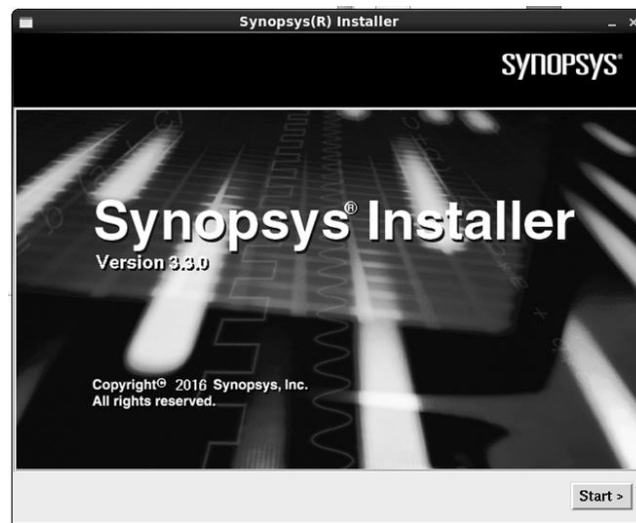 Synopsys(R) Installer
SYNOPSYS®
Synopsys® Installer
Version 3.3.0
Copyright© 2016 Synopsys, Inc.
All rights reserved.
Start >